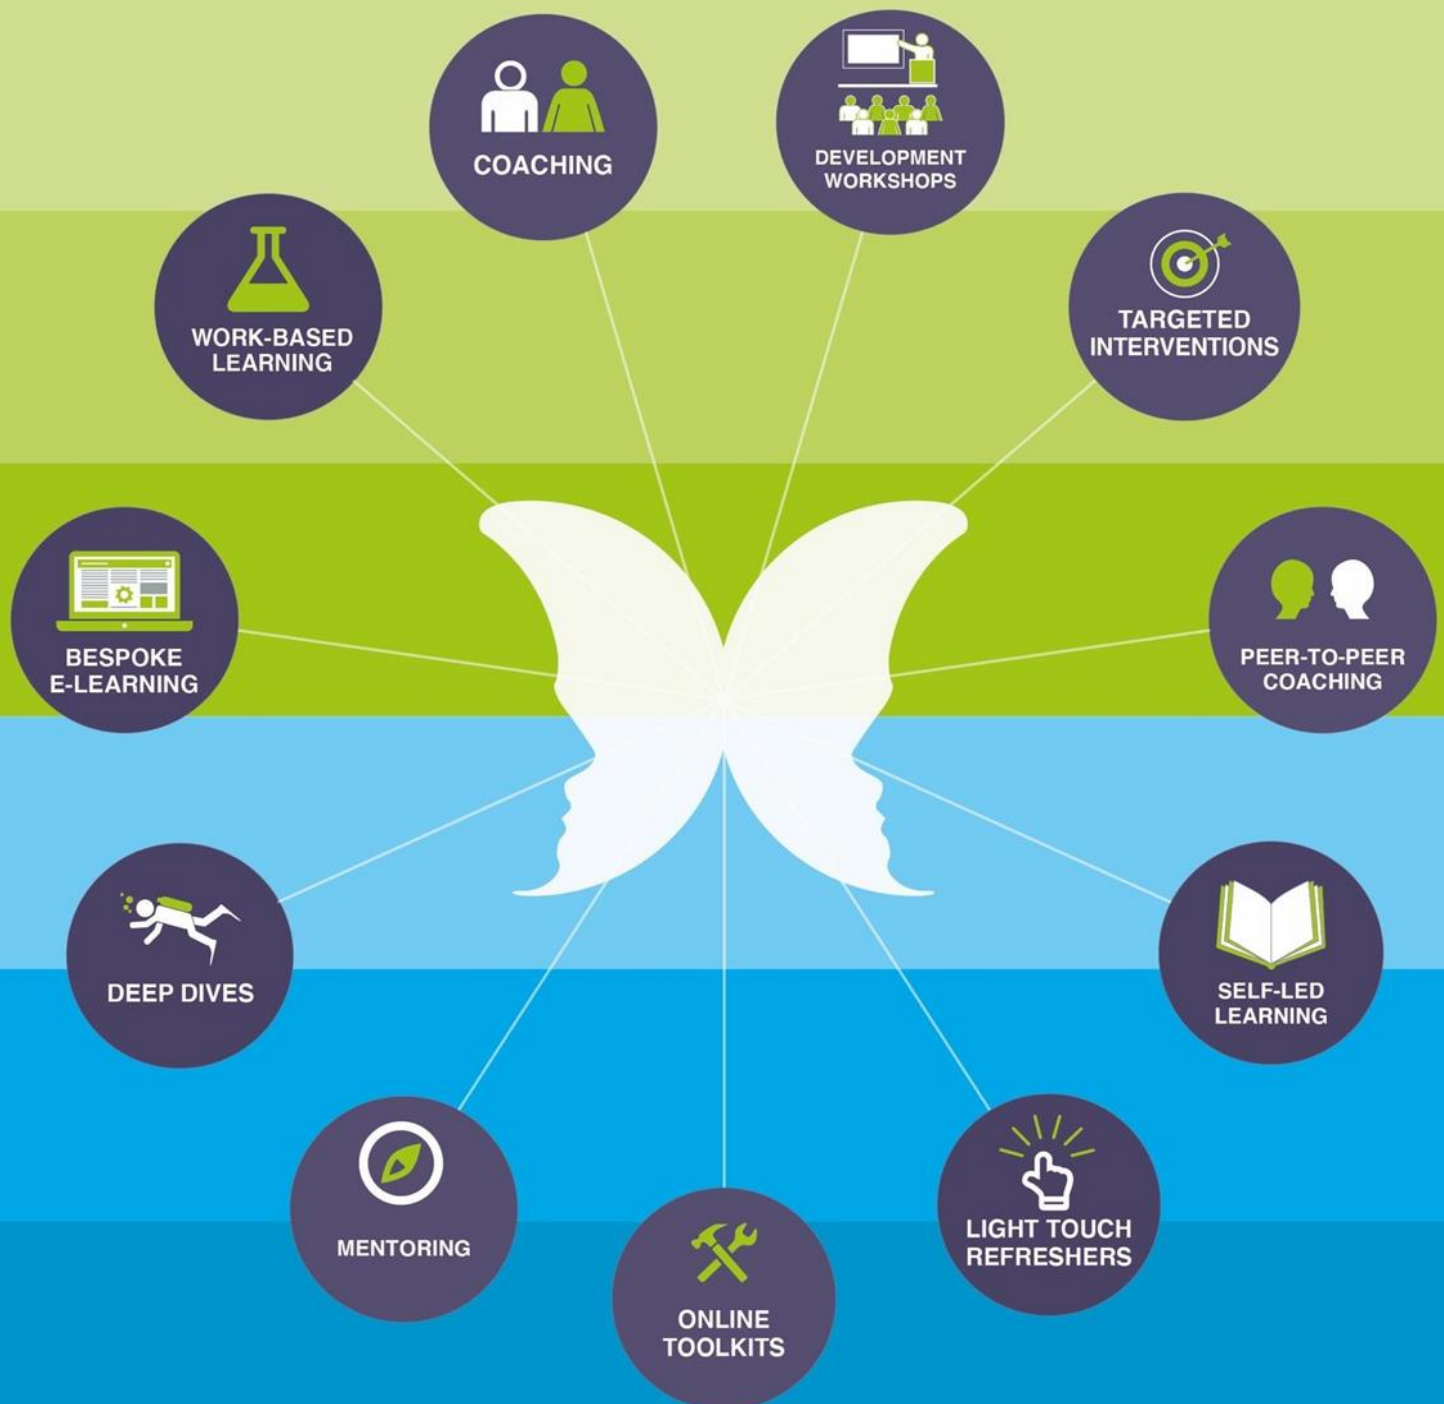 COACHING
DEVELOPMENT
WORKSHOPS
WORK-BASED
LEARNING
TARGETED
INTERVENTIONS
BESPOKE
E-LEARNING
PEER-TO-PEER
COACHING
DEEP DIVES
SELF-LED
LEARNING
MENTORING
LIGHT TOUCH
REFRESHERS
ONLINE
TOOLKITS